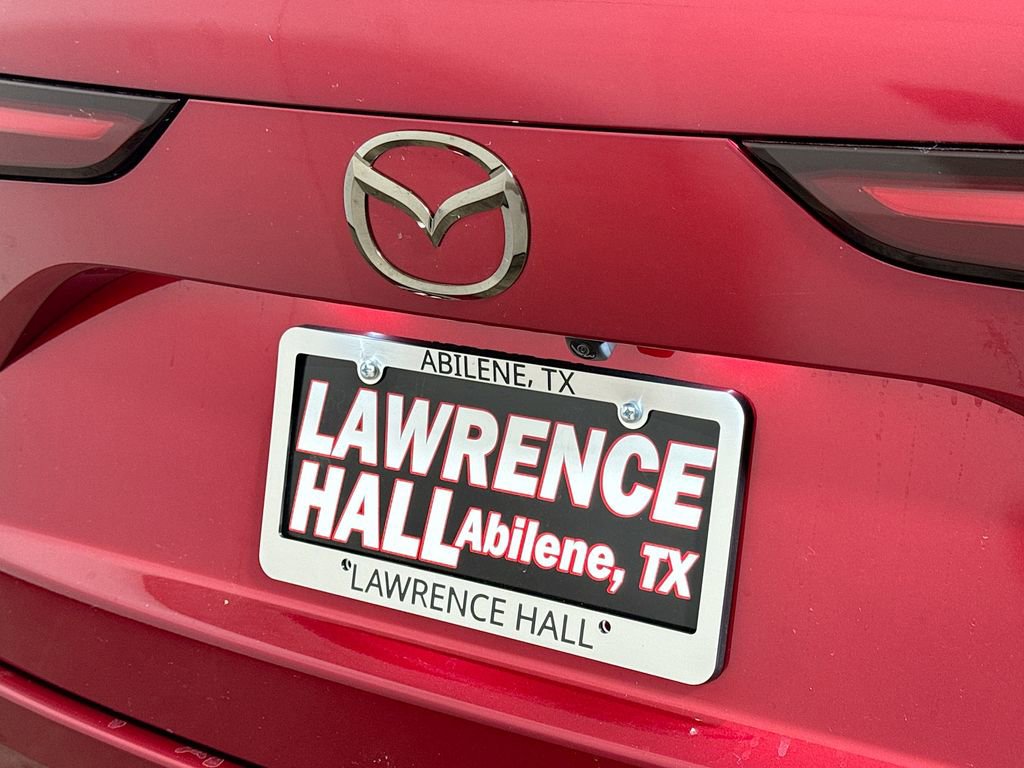 ABILENE, TX
LAWRENCE
HALL Abilene, TX
LAWRENCE HALL